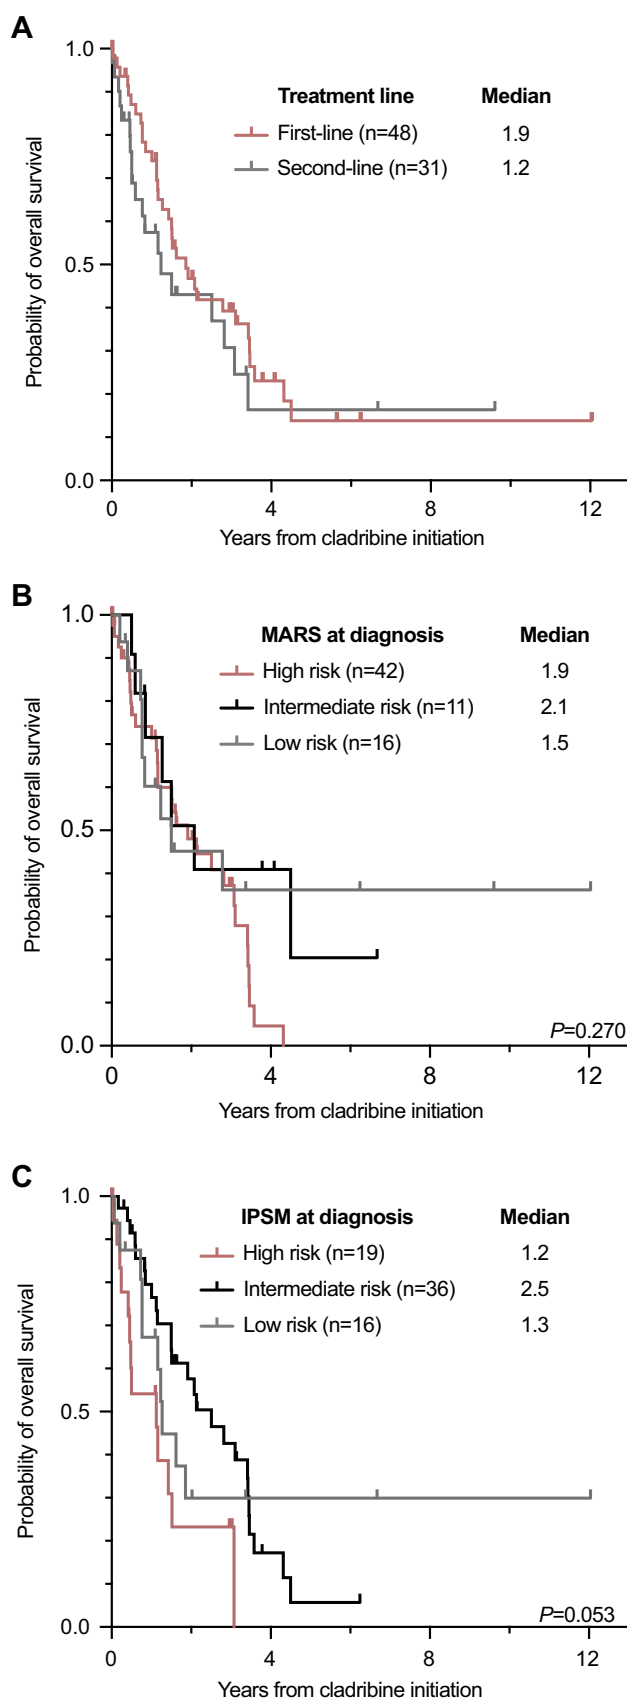 A
1.0
0.5
0.0
Probability of overall survival
Treatment line Median
First-line (n=48) 1.9
Second-line (n=31) 1.2
0 4 8 12
Years from cladribine initiation
B
1.0
0.5
0.0
Probability of overall survival
MARS at diagnosis Median
High risk (n=42) 1.9
Intermediate risk (n=11) 2.1
Low risk (n=16) 1.5
P=0.270
0 4 8 12
Years from cladribine initiation
C
1.0
0.5
0.0
Probability of overall survival
IPSM at diagnosis Median
High risk (n=19) 1.2
Intermediate risk (n=36) 2.5
Low risk (n=16) 1.3
P=0.053
0 4 8 12
Years from cladribine initiation